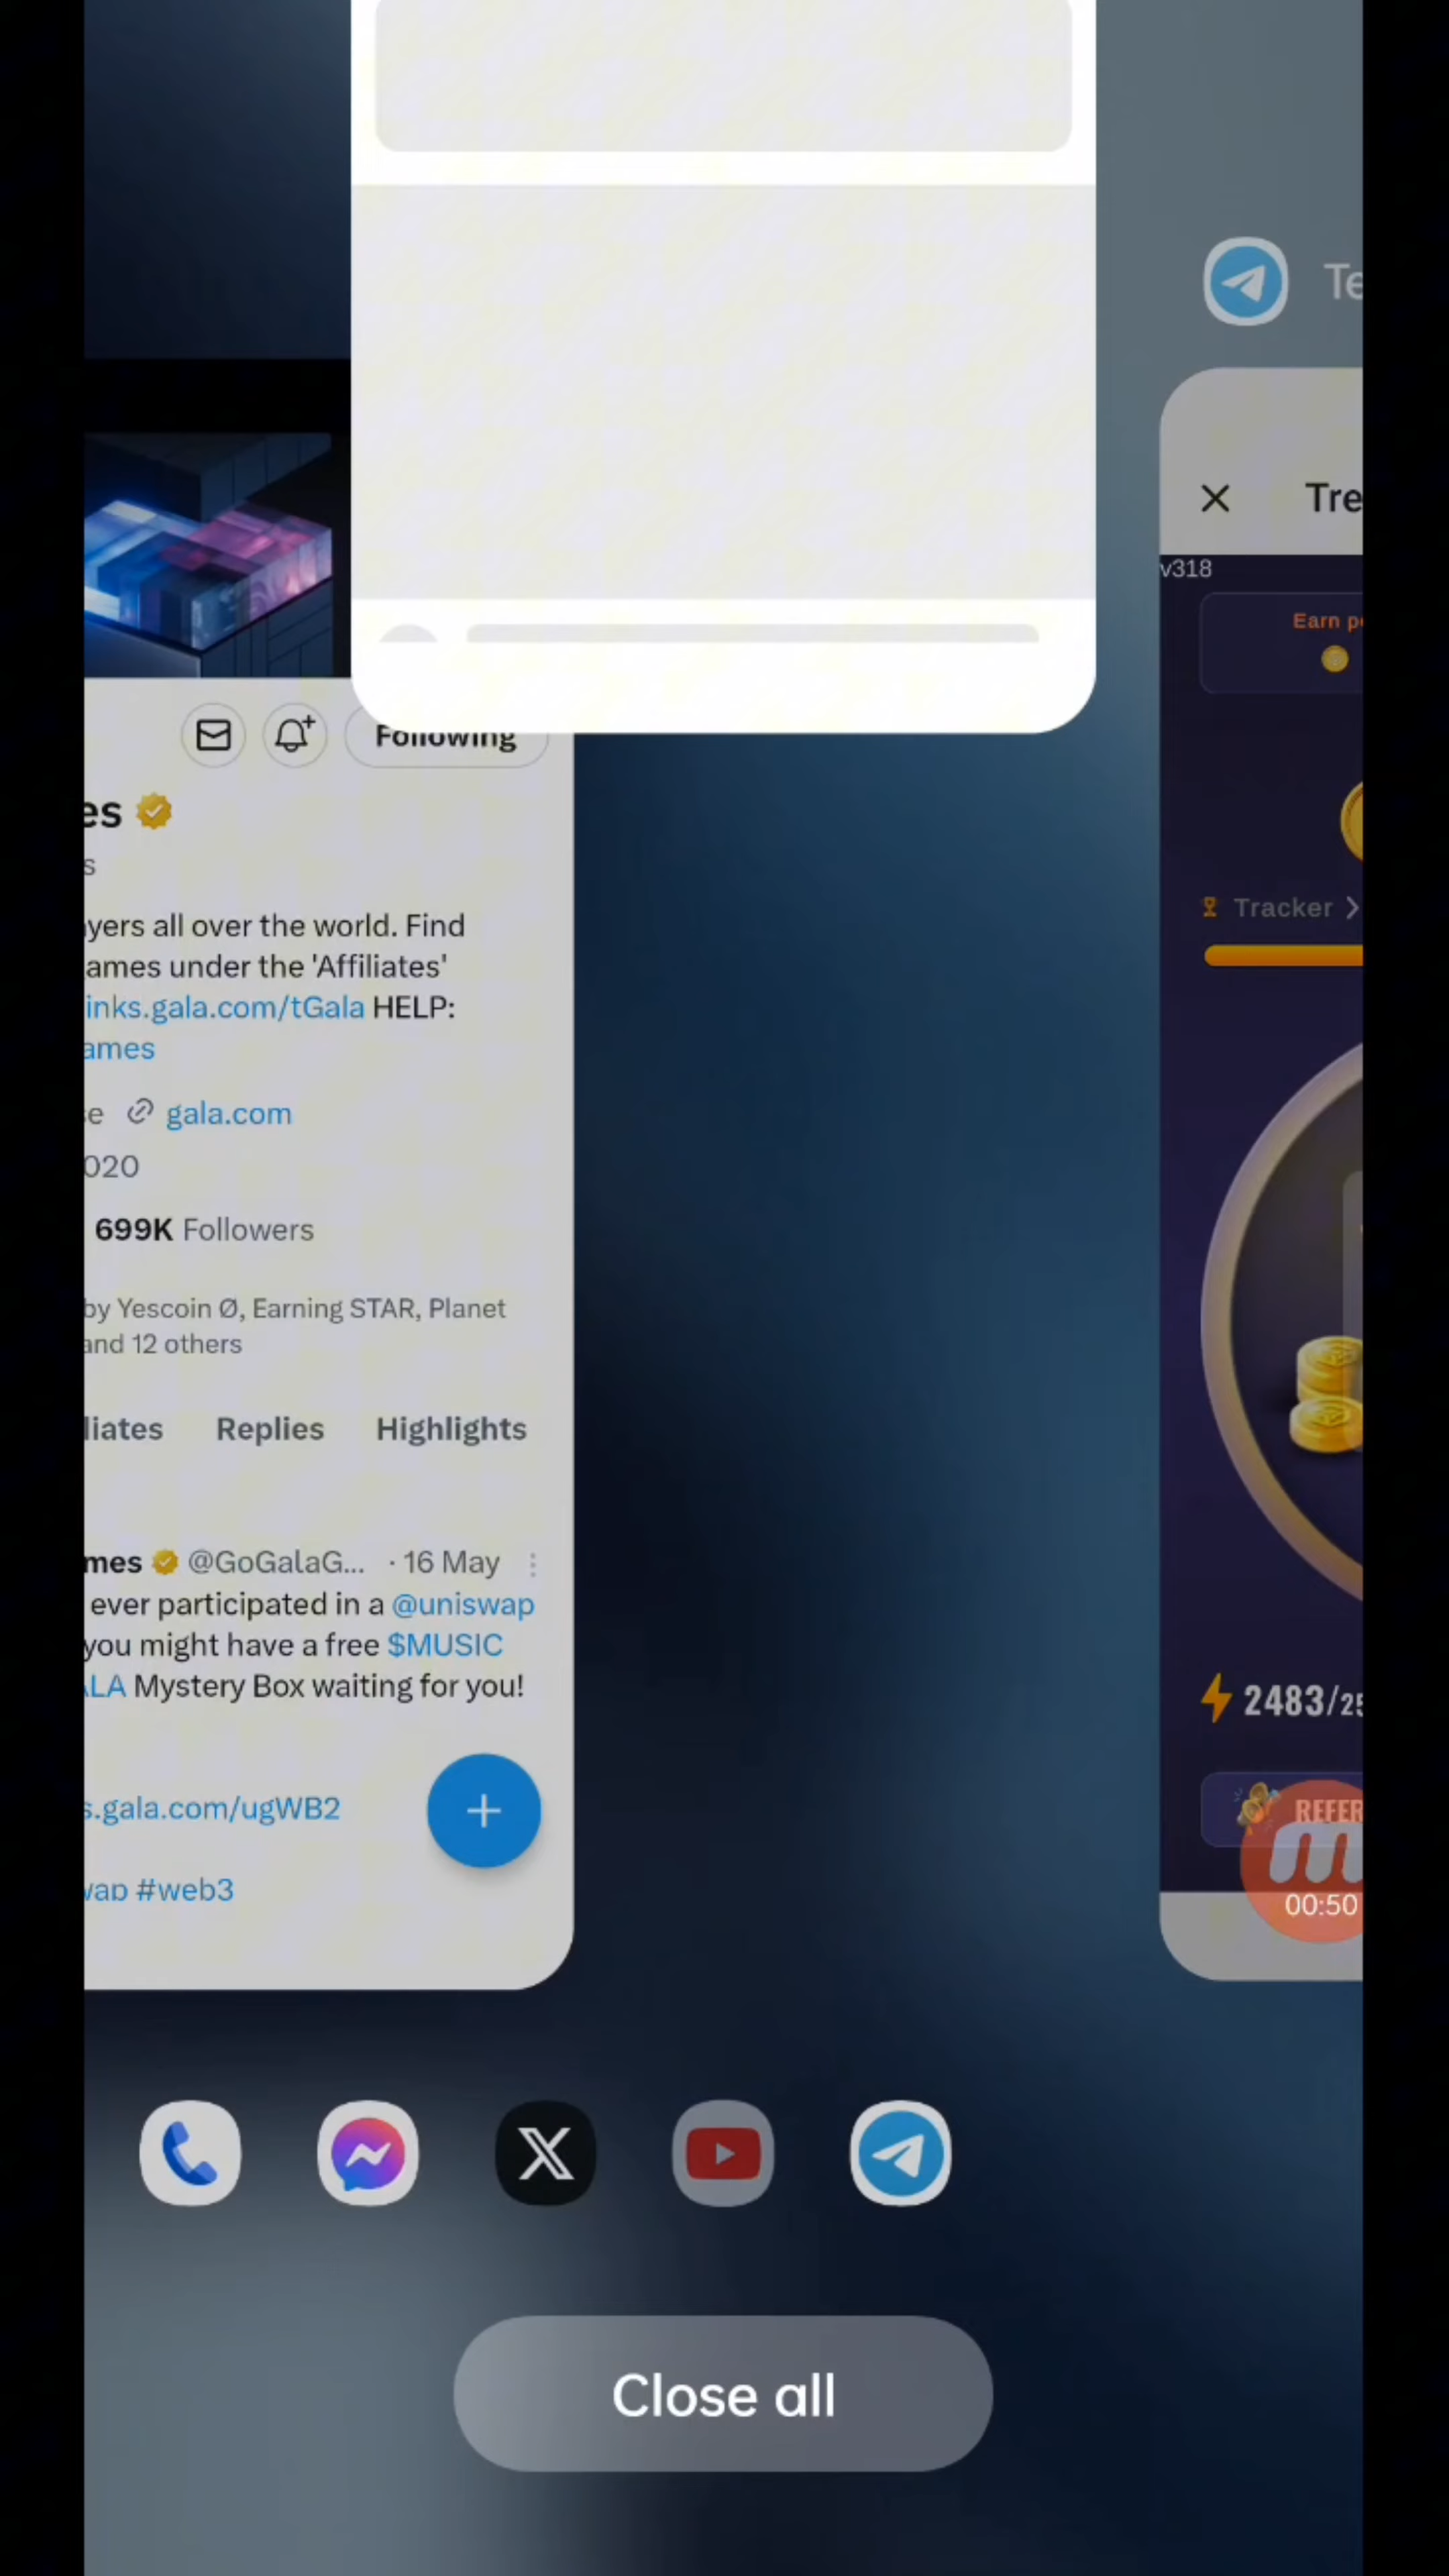 Te
Tre
v318
Earn p
Following
es
s
yers all over the world. Find
ames under the 'Affiliates'
inks.gala.com/tGala HELP:
ames
e gala.com
020
699K Followers
by Yescoin Ø, Earning STAR, Planet
and 12 others
liates Replies Highlights
mes @GoGalaG... · 16 May
ever participated in a @uniswap
you might have a free $MUSIC
LA Mystery Box waiting for you!
s.gala.com/ugWB2
wap #web3
Tracker >
2483/25
REFER
00:50
Close all